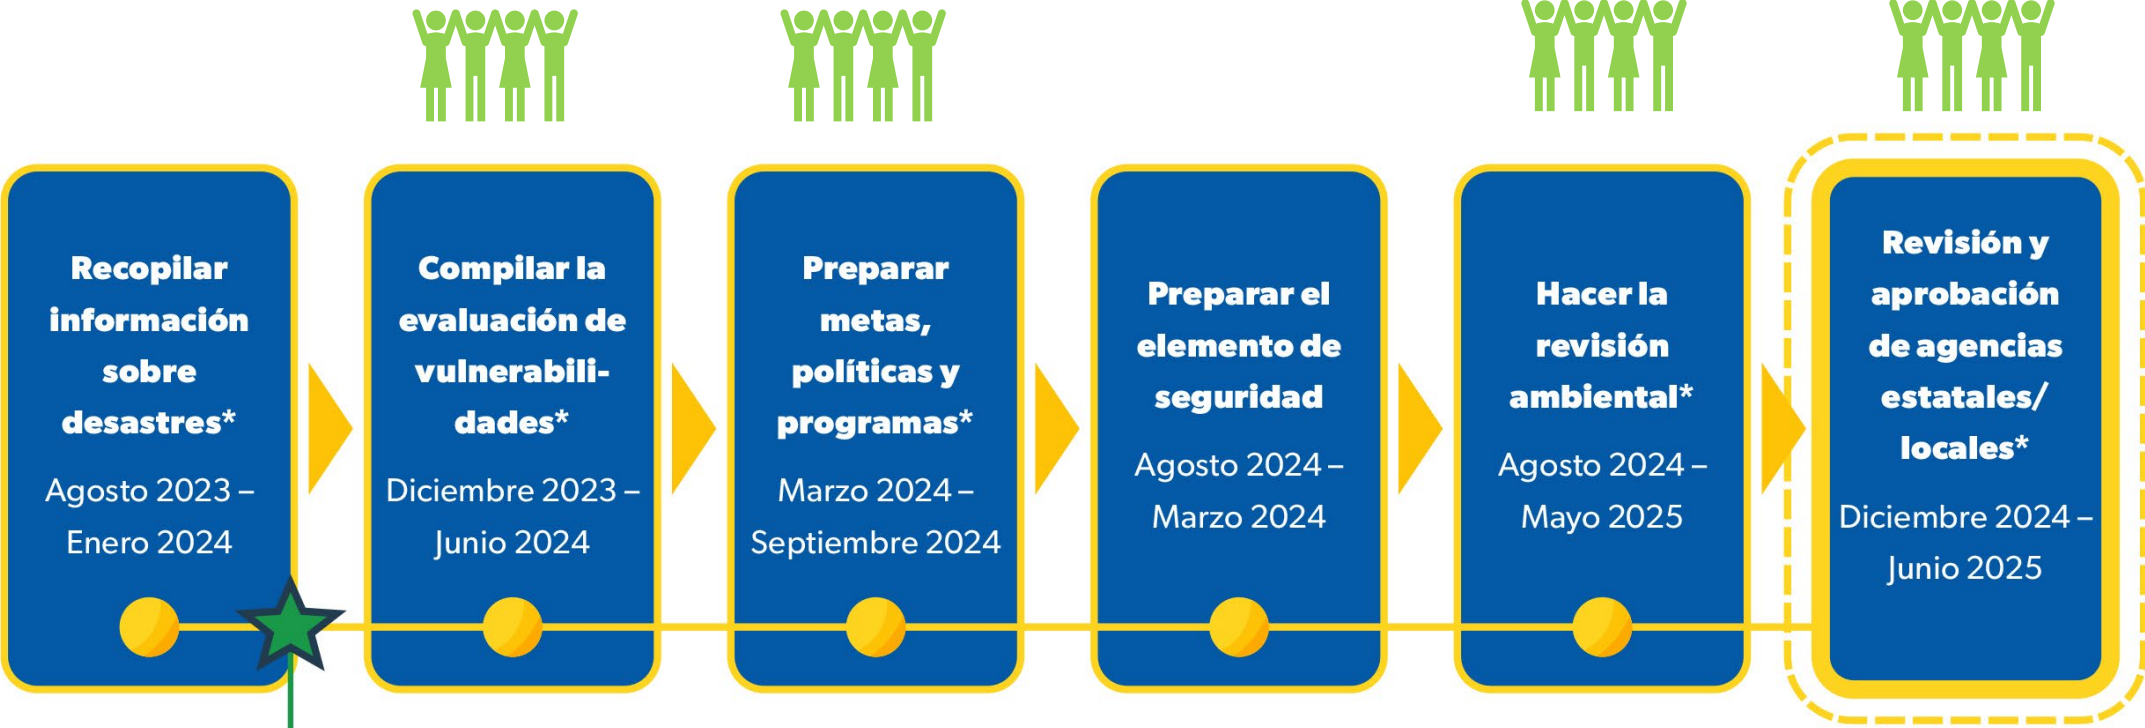 Recopilar
información
sobre
desastres*
Agosto 2023 –
Enero 2024
Compilar la
evaluación de
vulnerabili-
dades*
Diciembre 2023 –
Junio 2024
Preparar
metas,
políticas y
programas*
Marzo 2024 –
Septiembre 2024
Preparar el
elemento de
seguridad
Agosto 2024 –
Marzo 2024
Hacer la
revisión
ambiental*
Agosto 2024 –
Mayo 2025
Revisión y
aprobación
de agencias
estatales/
locales*
Diciembre 2024 –
Junio 2025